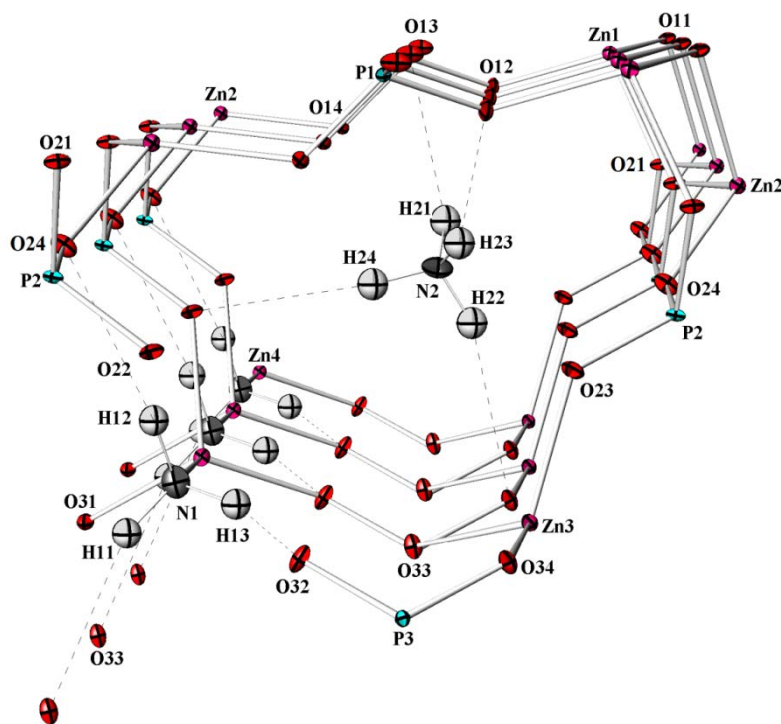 O13
Zn1
O11
P1
O12
Zn2
O14
O21
O21
Zn2
H21
O24
H23
H24
N2
O24
P2
H22
P2
O22
Zn4
O23
H12
O31
N1
H13
Zn3
H11
O32
O33
O34
P3
O33